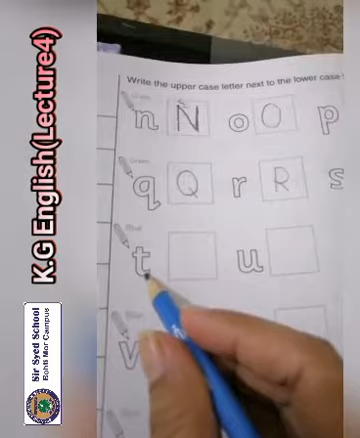 K.G English(Lecture4)
Sir Syed School
Bohti Mor Campus
Write the upper case letter next to the lower case
n N o O p
q Q r R s
t u
v